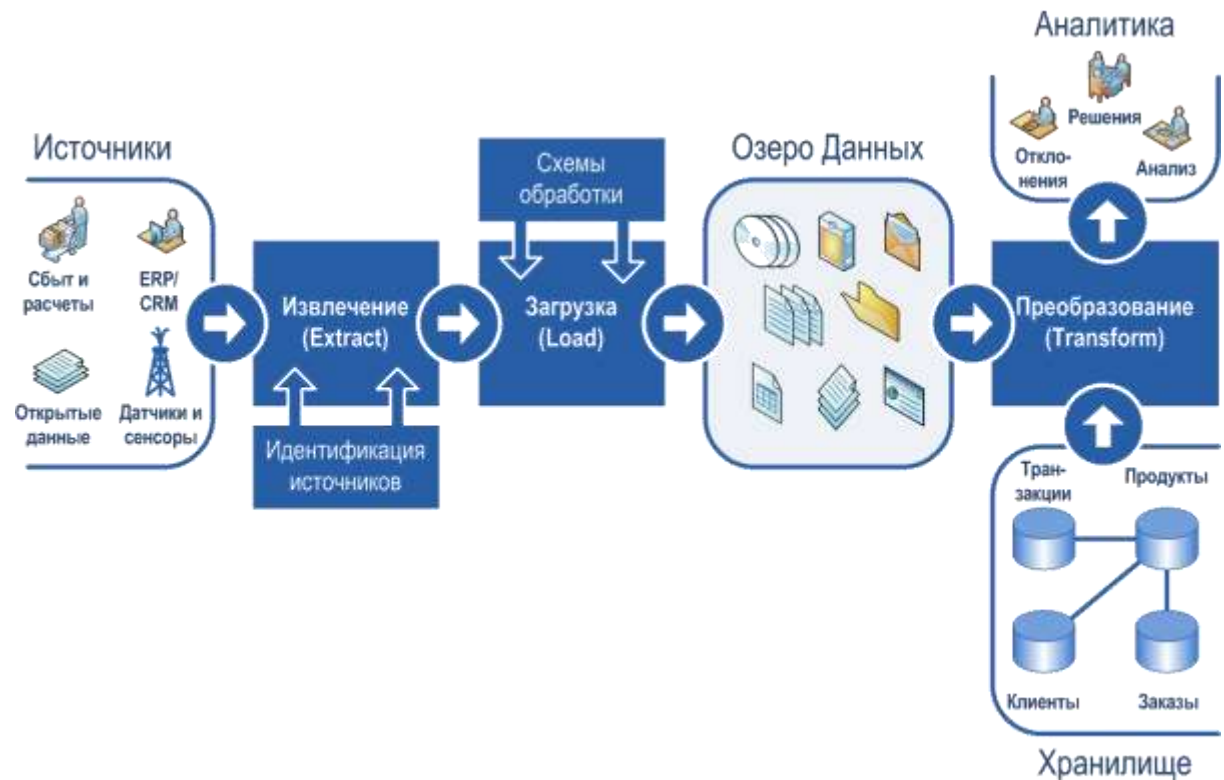 Источники
Сбыт и
расчеты
ERP/
CRM
Открытые
данные
Датчики и
сенсоры
Извлечение
(Extract)
Идентификация
источников
Схемы
обработки
Загрузка
(Load)
Озеро Данных
Аналитика
Решения
Откло-
нения
Анализ
Преобразование
(Transform)
Тран-
закции
Продукты
Клиенты
Заказы
Хранилище